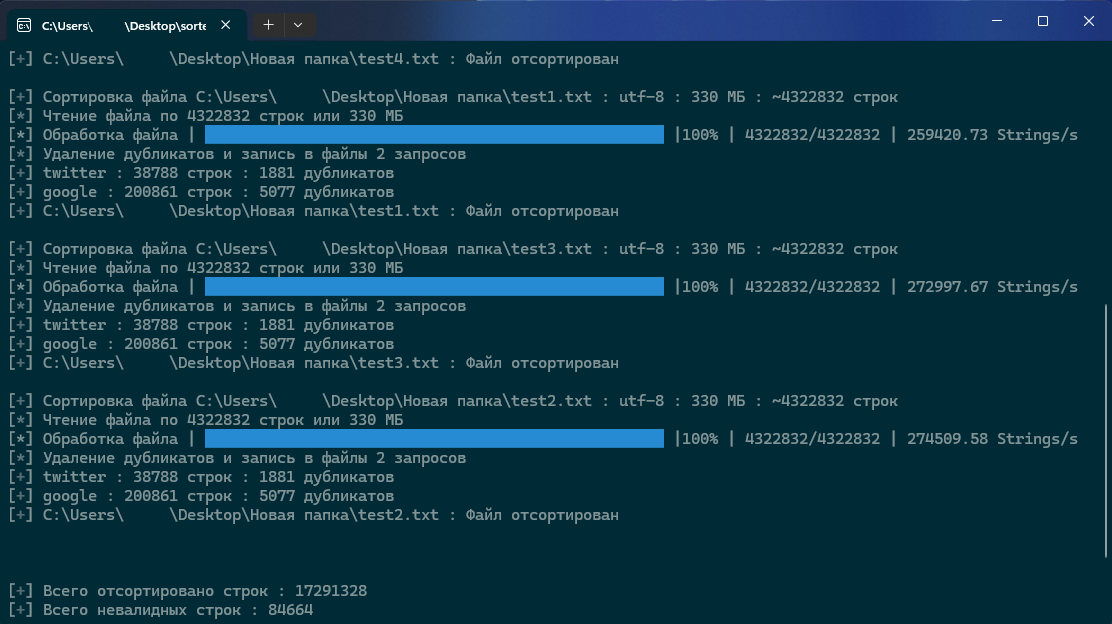 C:\Users\ \Desktop\sorte
[+] C:\Users\ \Desktop\Новая папка\test4.txt : Файл отсортирован
[+] Сортировка файла C:\Users\ \Desktop\Новая папка\test1.txt : utf-8 : 330 МБ : ~4322832 строк
[*] Чтение файла по 4322832 строк или 330 МБ
[*] Обработка файла | |100% | 4322832/4322832 | 259420.73 Strings/s
[*] Удаление дубликатов и запись в файлы 2 запросов
[+] twitter : 38788 строк : 1881 дубликатов
[+] google : 200861 строк : 5077 дубликатов
[+] C:\Users\ \Desktop\Новая папка\test1.txt : Файл отсортирован
[+] Сортировка файла C:\Users\ \Desktop\Новая папка\test3.txt : utf-8 : 330 МБ : ~4322832 строк
[*] Чтение файла по 4322832 строк или 330 МБ
[*] Обработка файла | |100% | 4322832/4322832 | 272997.67 Strings/s
[*] Удаление дубликатов и запись в файлы 2 запросов
[+] twitter : 38788 строк : 1881 дубликатов
[+] google : 200861 строк : 5077 дубликатов
[+] C:\Users\ \Desktop\Новая папка\test3.txt : Файл отсортирован
[+] Сортировка файла C:\Users\ \Desktop\Новая папка\test2.txt : utf-8 : 330 МБ : ~4322832 строк
[*] Чтение файла по 4322832 строк или 330 МБ
[*] Обработка файла | |100% | 4322832/4322832 | 274509.58 Strings/s
[*] Удаление дубликатов и запись в файлы 2 запросов
[+] twitter : 38788 строк : 1881 дубликатов
[+] google : 200861 строк : 5077 дубликатов
[+] C:\Users\ \Desktop\Новая папка\test2.txt : Файл отсортирован
[+] Всего отсортировано строк : 17291328
[+] Всего невалидных строк : 84664